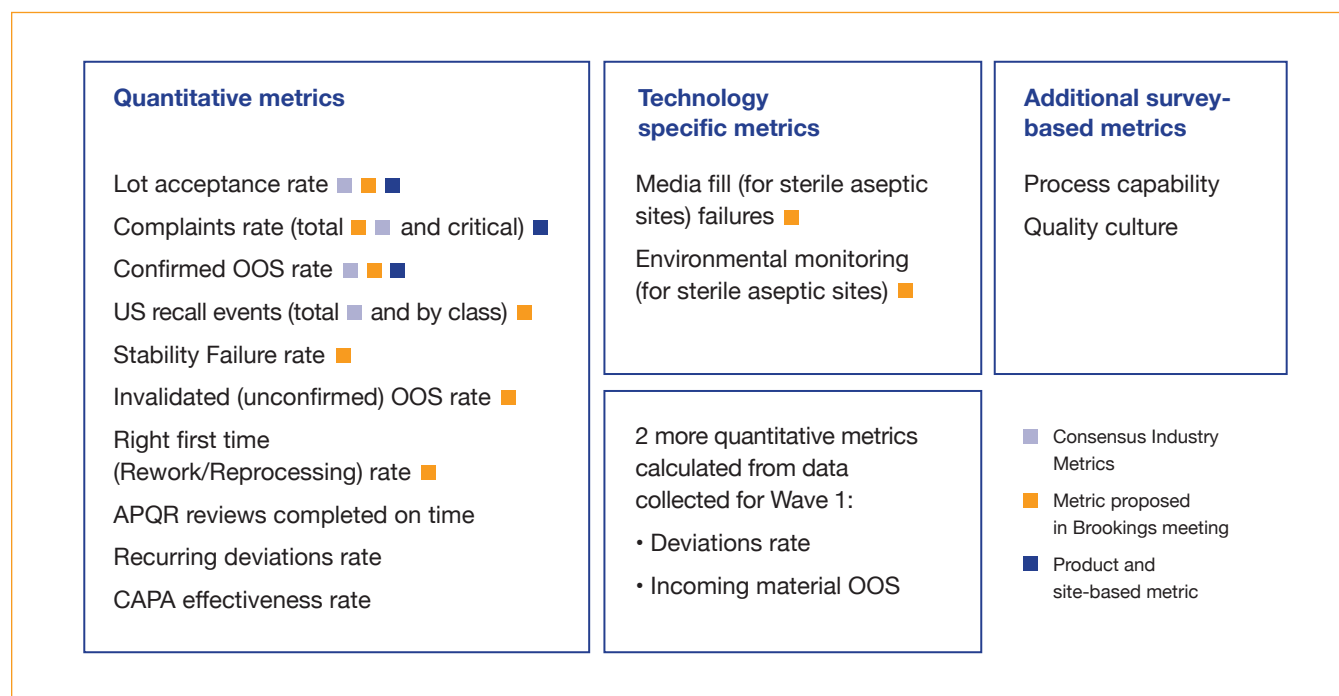 Quantitative metrics
Lot acceptance rate
Complaints rate (total and critical)
Confirmed OOS rate
US recall events (total and by class)
Stability Failure rate
Invalidated (unconfirmed) OOS rate
Right first time
(Rework/Reprocessing) rate
APQR reviews completed on time
Recurring deviations rate
CAPA effectiveness rate
Technology
specific metrics
Media fill (for sterile aseptic
sites) failures
Environmental monitoring
(for sterile aseptic sites)
2 more quantitative metrics
calculated from data
collected for Wave 1:
• Deviations rate
• Incoming material OOS
Additional survey-
based metrics
Process capability
Quality culture
Consensus Industry
Metrics
Metric proposed
in Brookings meeting
Product and
site-based metric